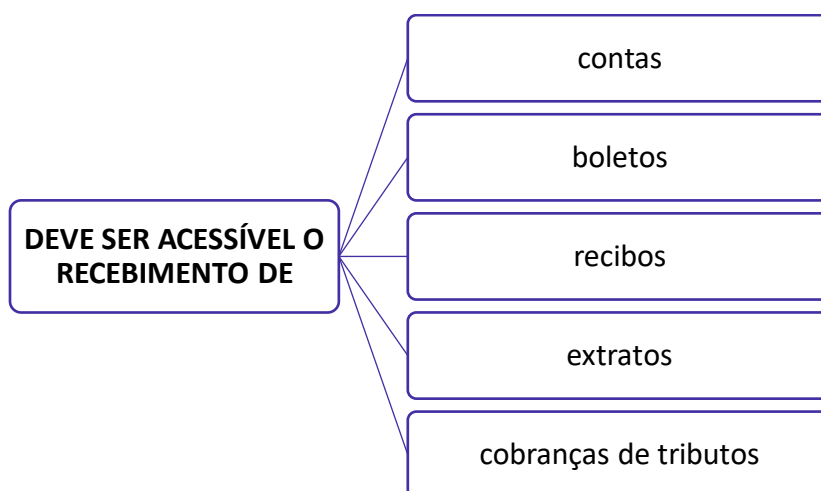 DEVE SER ACESSÍVEL O
RECEBIMENTO DE
contas
boletos
recibos
extratos
cobranças de tributos